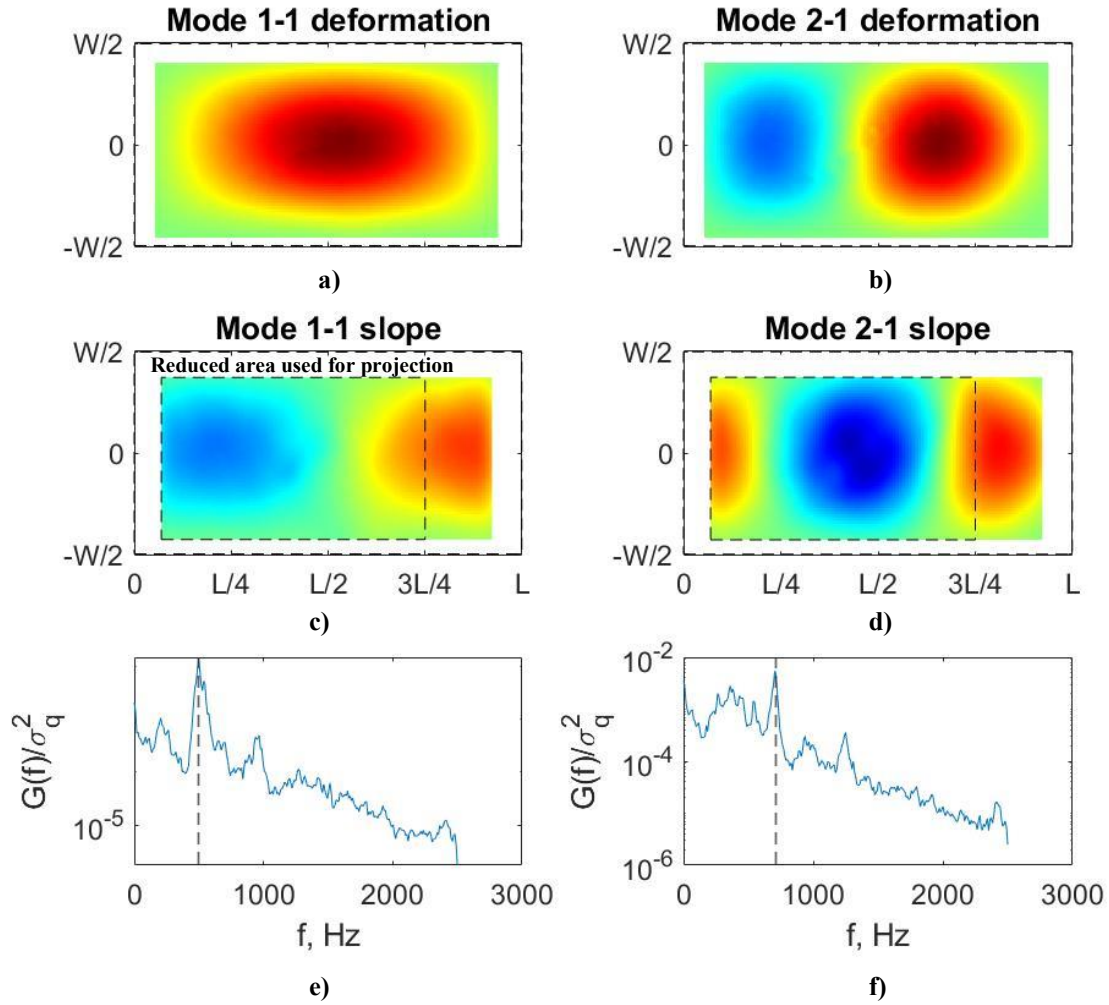 Mode 1-1 deformation
W/2
0
-W/2
a)
Mode 2-1 deformation
W/2
0
-W/2
b)
Mode 1-1 slope
Reduced area used for projection
W/2
0
-W/2
0 L/4 L/2 3L/4 L
c)
Mode 2-1 slope
W/2
0
-W/2
0 L/4 L/2 3L/4 L
d)
G(f)/σ_q^2
10^-5
0 1000 2000 3000
f, Hz
e)
G(f)/σ_q^2
10^-2
10^-4
10^-6
0 1000 2000 3000
f, Hz
f)